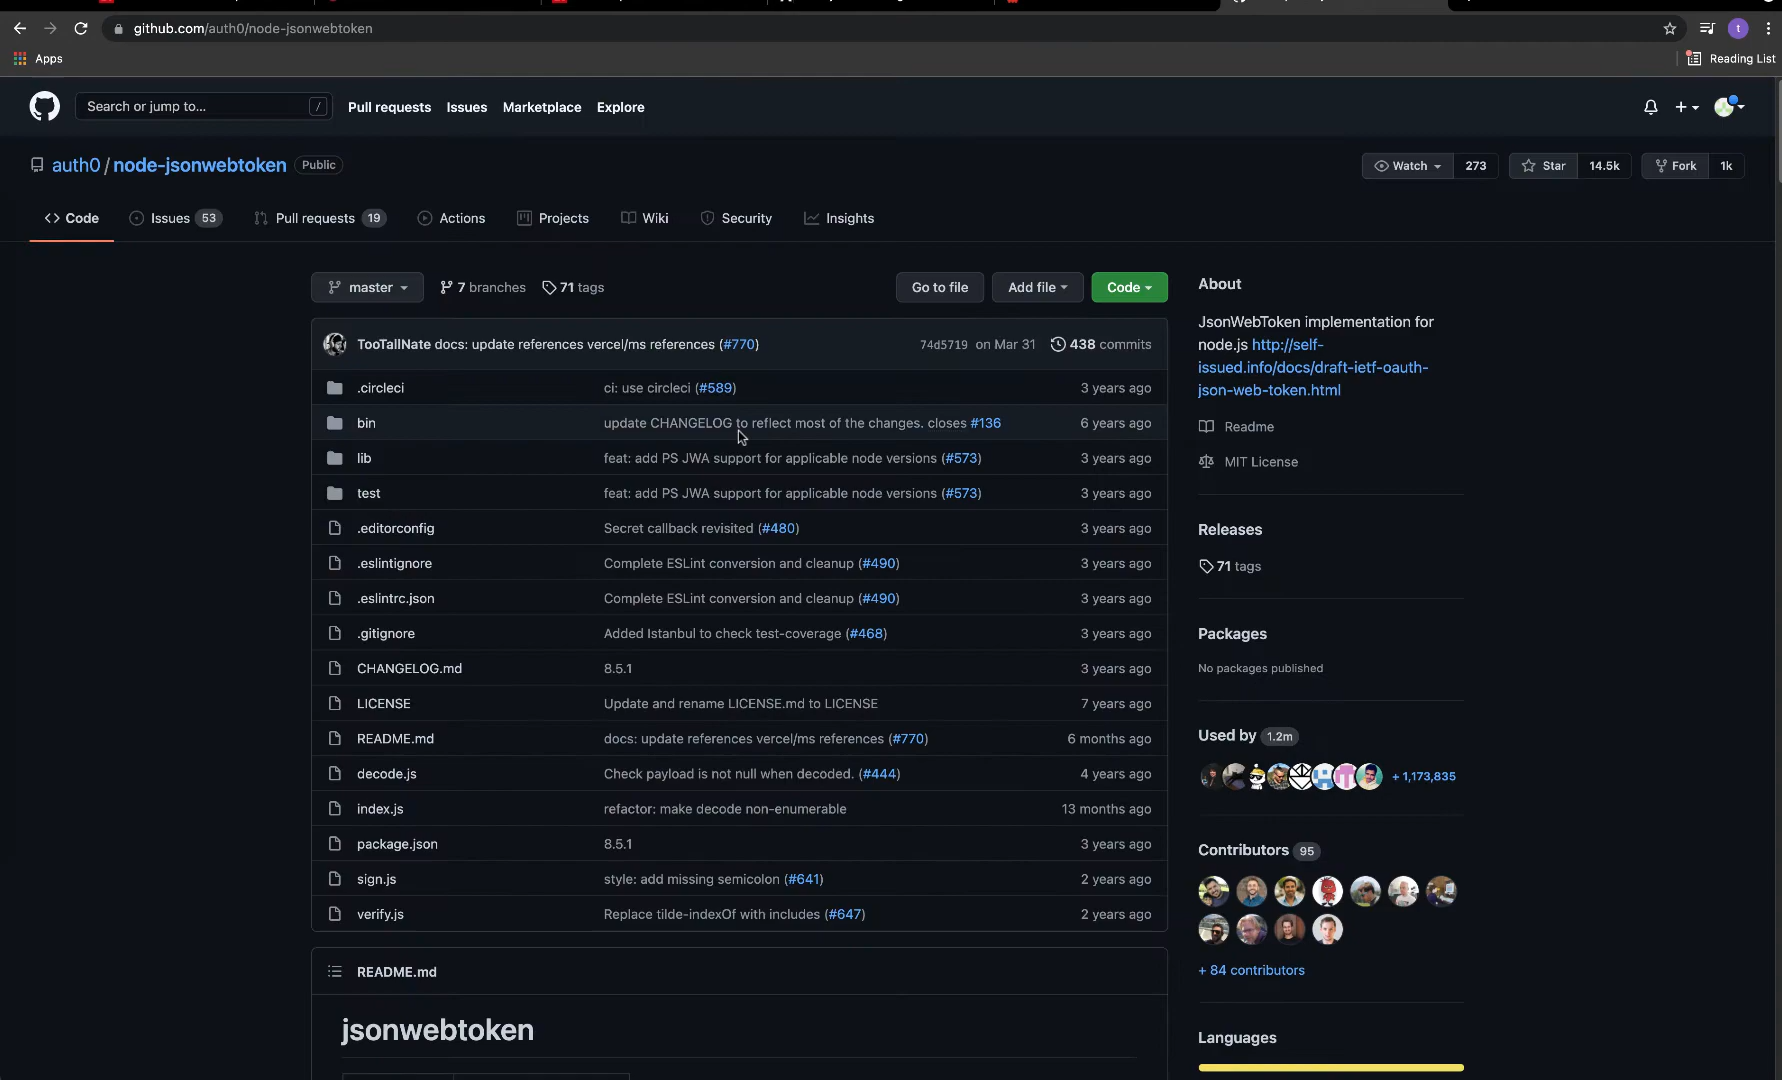 github.com/auth0/node-jsonwebtoken
t
Apps
Reading List
Search or jump to...
/
Pull requests
Issues
Marketplace
Explore
auth0 / node-jsonwebtoken Public
Watch 273
Star 14.5k
Fork 1k
Code
Issues 53
Pull requests 19
Actions
Projects
Wiki
Security
Insights
master
7 branches
71 tags
Go to file
Add file
Code
TooTallNate docs: update references vercel/ms references (#770)
74d5719 on Mar 31
438 commits
.circleci ci: use circleci (#589) 3 years ago
bin update CHANGELOG to reflect most of the changes. closes #136 6 years ago
lib feat: add PS JWA support for applicable node versions (#573) 3 years ago
test feat: add PS JWA support for applicable node versions (#573) 3 years ago
.editorconfig Secret callback revisited (#480) 3 years ago
.eslintignore Complete ESLint conversion and cleanup (#490) 3 years ago
.eslintrc.json Complete ESLint conversion and cleanup (#490) 3 years ago
.gitignore Added Istanbul to check test-coverage (#468) 3 years ago
CHANGELOG.md 8.5.1 3 years ago
LICENSE Update and rename LICENSE.md to LICENSE 7 years ago
README.md docs: update references vercel/ms references (#770) 6 months ago
decode.js Check payload is not null when decoded. (#444) 4 years ago
index.js refactor: make decode non-enumerable 13 months ago
package.json 8.5.1 3 years ago
sign.js style: add missing semicolon (#641) 2 years ago
verify.js Replace tilde-indexOf with includes (#647) 2 years ago
README.md
jsonwebtoken
About
JsonWebToken implementation for
node.js http://self-
issued.info/docs/draft-ietf-oauth-
json-web-token.html
Readme
MIT License
Releases
71 tags
Packages
No packages published
Used by 1.2m
+ 1,173,835
Contributors 95
+ 84 contributors
Languages